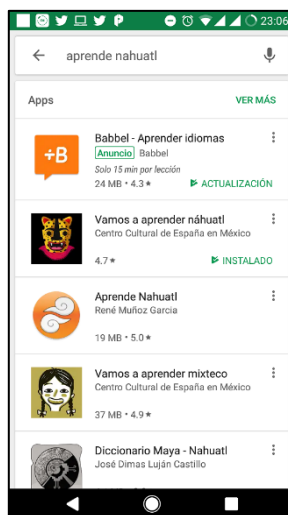 23:06
aprende nahuatl
Apps
VER MÁS
÷B
Babbel - Aprender idiomas
Anuncio Babbel
Solo 15 min por lección
24 MB • 4.3 ★ ACTUALIZACIÓN
Vamos a aprender náhuatl
Centro Cultural de España en México
4.7 ★ INSTALADO
Aprende Nahuatl
René Muñoz Garcia
19 MB • 5.0 ★
Vamos a aprender mixteco
Centro Cultural de España en México
37 MB • 4.9 ★
Diccionario Maya - Nahuatl
José Dimas Luján Castillo